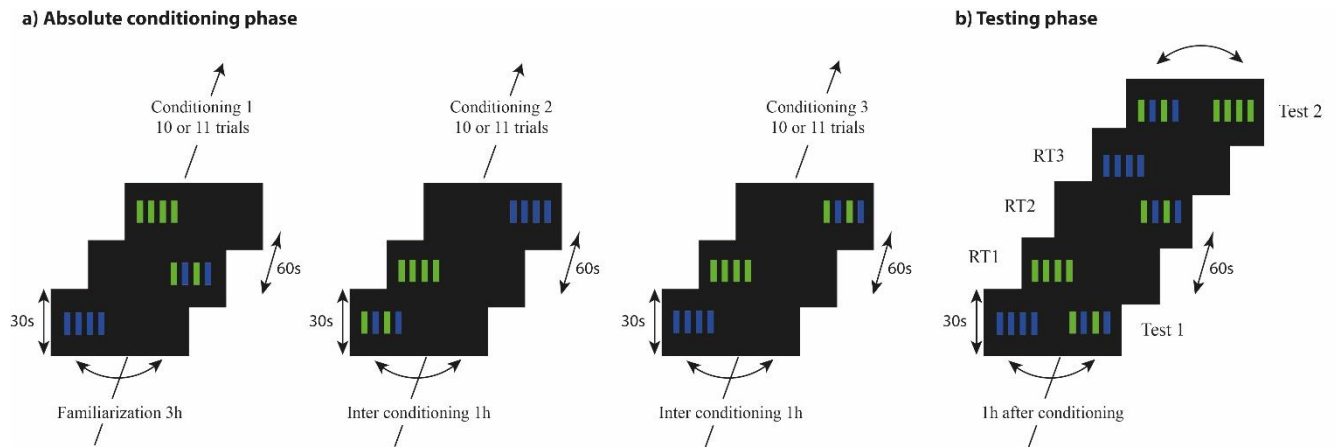 a) Absolute conditioning phase
Conditioning 1
10 or 11 trials
30s
60s
Familiarization 3h
Conditioning 2
10 or 11 trials
30s
60s
Inter conditioning 1h
Conditioning 3
10 or 11 trials
30s
60s
Inter conditioning 1h
b) Testing phase
Test 2
RT3
RT2
RT1
60s
30s
Test 1
1h after conditioning